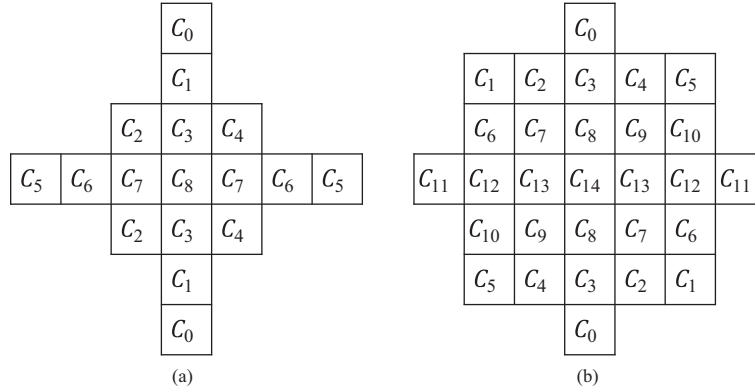 C0 C0
C1 C1 C2 C3 C4 C5
C2 C3 C4 C6 C7 C8 C9 C10
C5 C6 C7 C8 C7 C6 C5 C11 C12 C13 C14 C13 C12 C11
C2 C3 C4 C10 C9 C8 C7 C6
C1 C5 C4 C3 C2 C1
C0 C0
(a) (b)